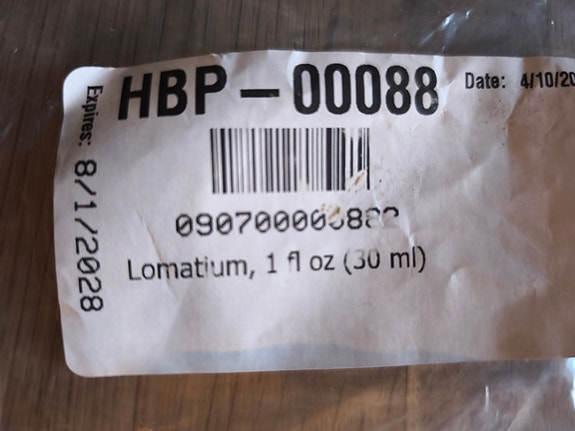 HBP-00088
Date: 4/10/20
Expires: 8/1/2028
Lomatium, 1 fl oz (30 ml)